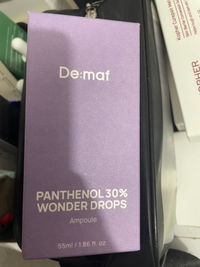 De:maf
PANTHENOL 30%
WONDER DROPS
Ampoule
55ml / 1.86 fl. oz